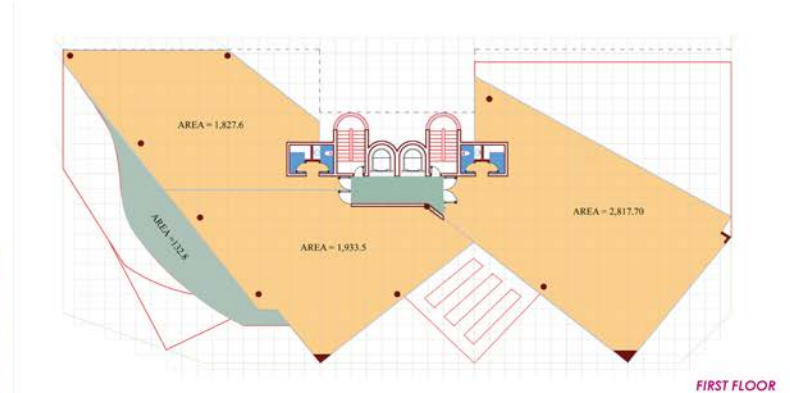 AREA = 1,827.6
AREA = 2,817.70
AREA =132.8
AREA = 1,933.5
FIRST FLOOR